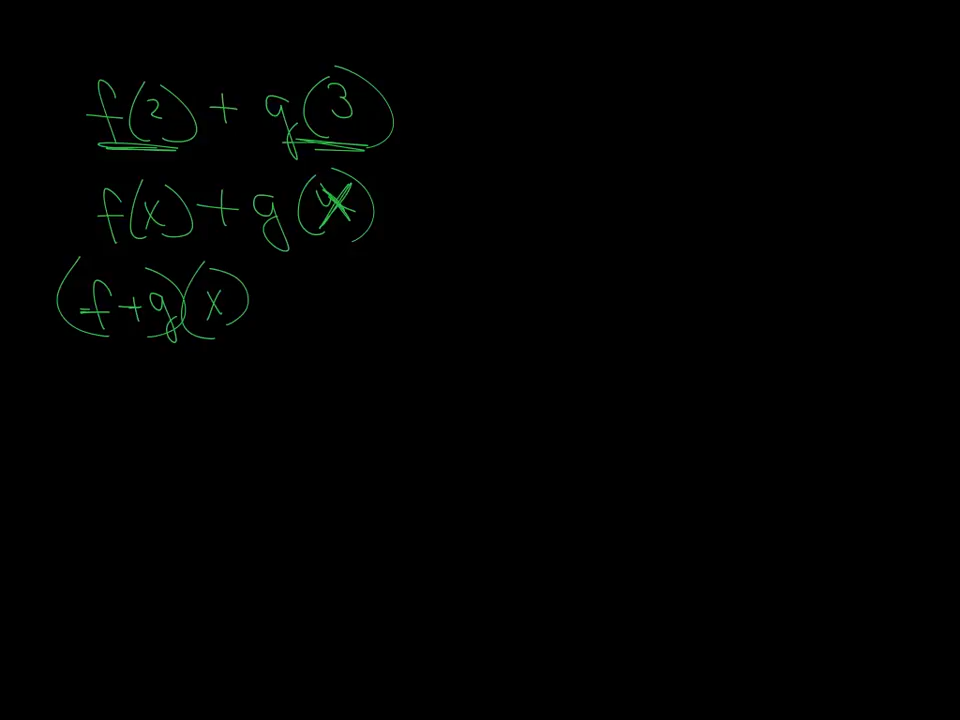 f(2) + g(3)
f(x) + g(x)
(f+g)(x)